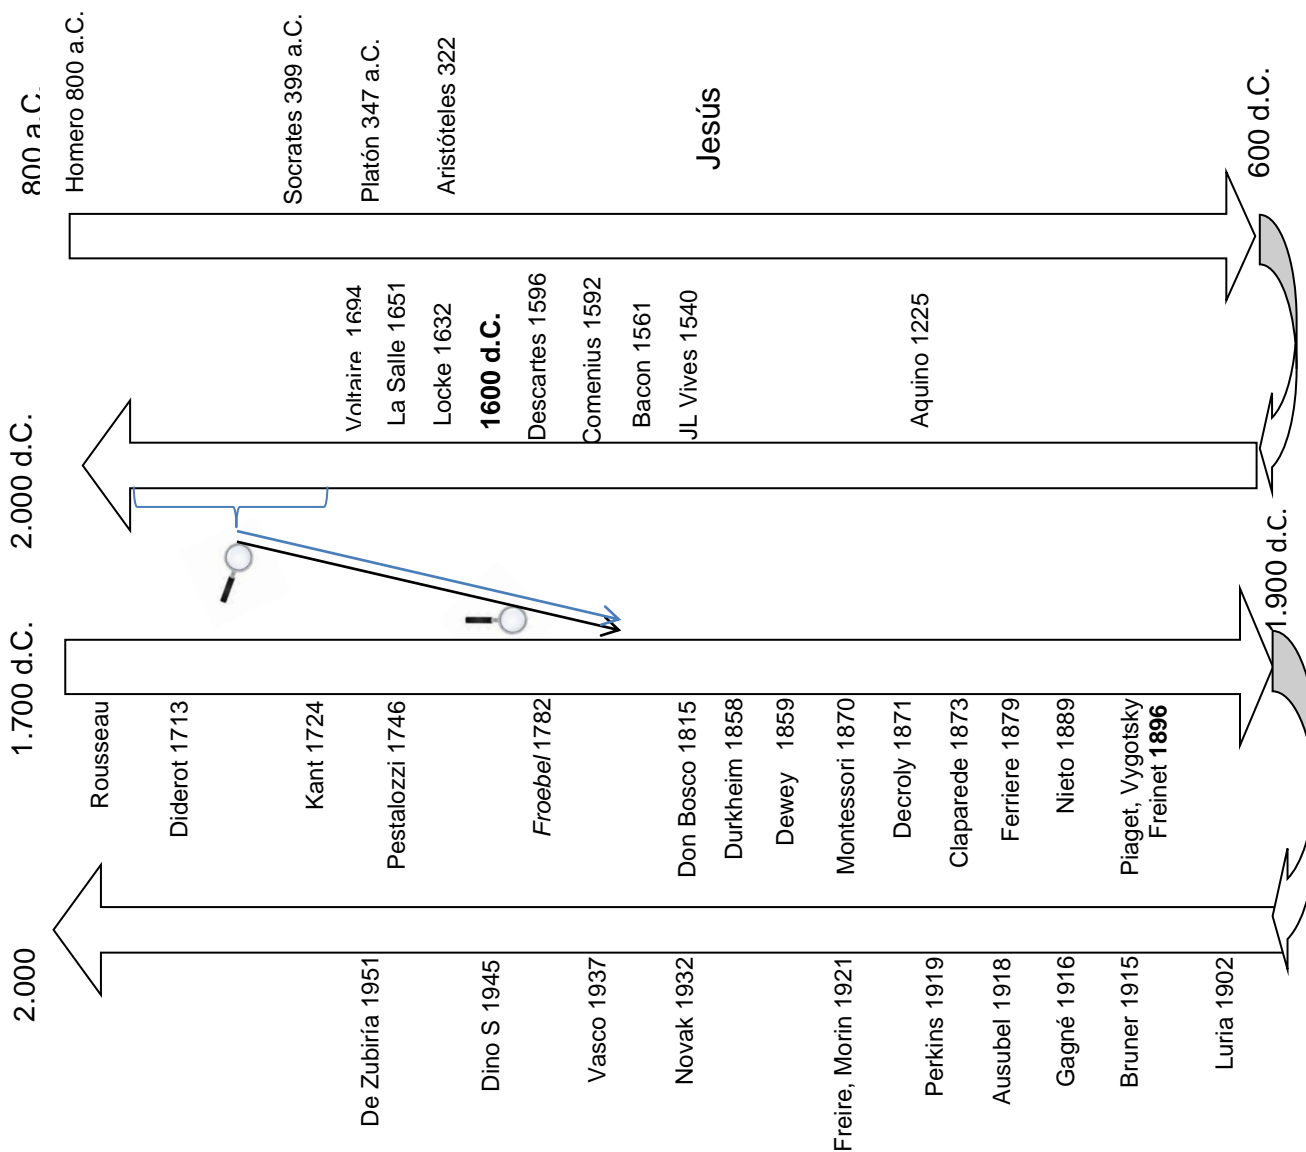 800 a.C.
Homero 800 a.C.
Socrates 399 a.C.
Platón 347 a.C.
Aristóteles 322
Jesús
600 d.C.
2.000 d.C.
Voltaire 1694
La Salle 1651
Locke 1632
1600 d.C.
Descartes 1596
Comenius 1592
Bacon 1561
JL Vives 1540
Aquino 1225
1.700 d.C.
1.900 d.C.
Rousseau
Diderot 1713
Kant 1724
Pestalozzi 1746
Froebel 1782
Don Bosco 1815
Durkheim 1858
Dewey 1859
Montessori 1870
Decroly 1871
Claparede 1873
Ferriere 1879
Nieto 1889
Piaget, Vygotsky
Freinet 1896
2.000
De Zubiría 1951
Dino S 1945
Vasco 1937
Novak 1932
Freire, Morin 1921
Perkins 1919
Ausubel 1918
Gagné 1916
Bruner 1915
Luria 1902